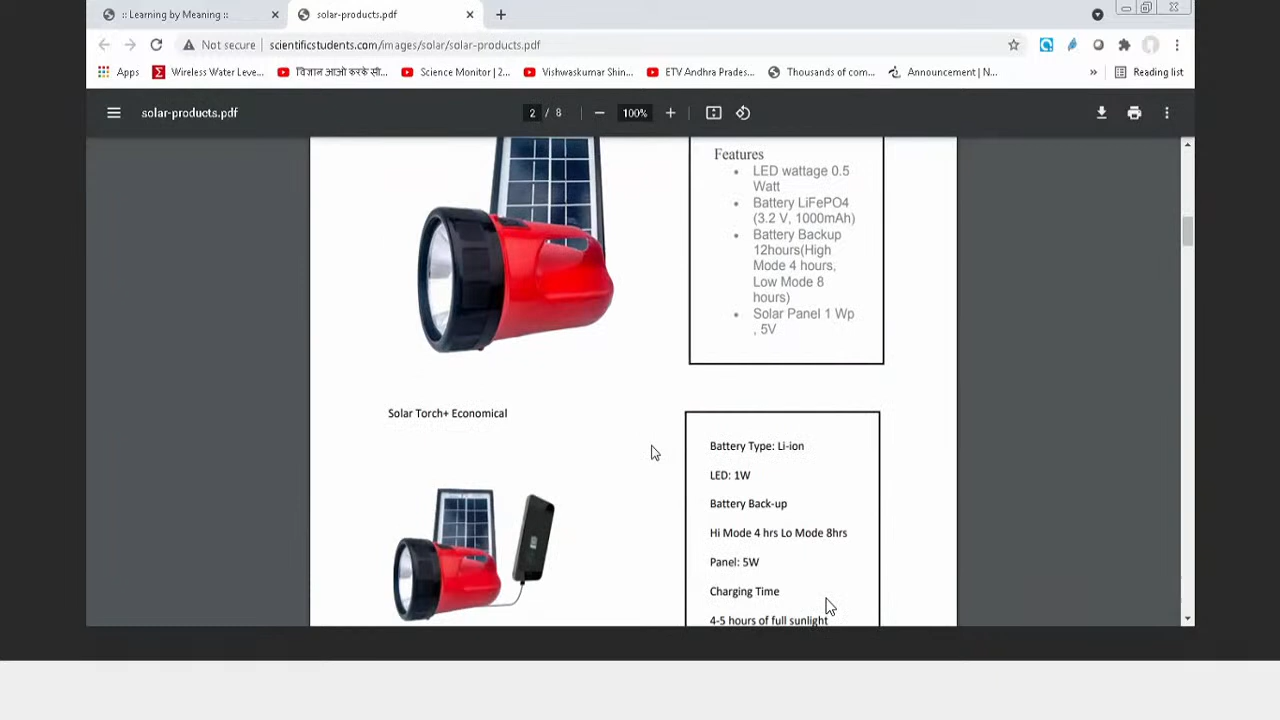 :: Learning by Meaning ::
solar-products.pdf
Not secure
scientificstudents.com/images/solar/solar-products.pdf
Apps
Wireless Water Leve...
विज्ञान आओ करके सी...
Science Monitor | 2...
Vishwaskumar Shin...
ETV Andhra Prades...
Thousands of com...
Announcement | N...
»
Reading list
solar-products.pdf
2 / 8
100%
Features
• LED wattage 0.5
Watt
• Battery LiFePO4
(3.2 V, 1000mAh)
• Battery Backup
12hours(High
Mode 4 hours,
Low Mode 8
hours)
• Solar Panel 1 Wp
, 5V
Solar Torch+ Economical
Battery Type: Li-ion
LED: 1W
Battery Back-up
Hi Mode 4 hrs Lo Mode 8hrs
Panel: 5W
Charging Time
4-5 hours of full sunlight